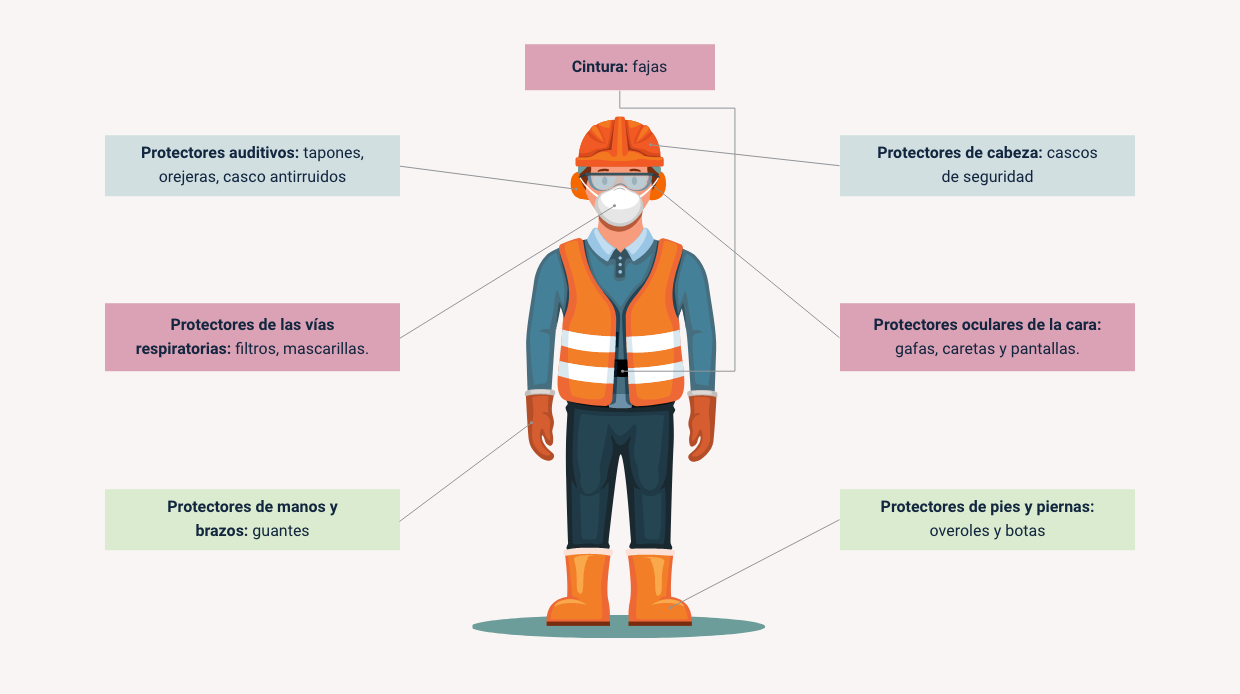 Cintura: fajas
Protectores auditivos: tapones,
orejeras, casco antirruidos
Protectores de cabeza: cascos
de seguridad
Protectores de las vías
respiratorias: filtros, mascarillas.
Protectores oculares de la cara:
gafas, caretas y pantallas.
Protectores de manos y
brazos: guantes
Protectores de pies y piernas:
overoles y botas